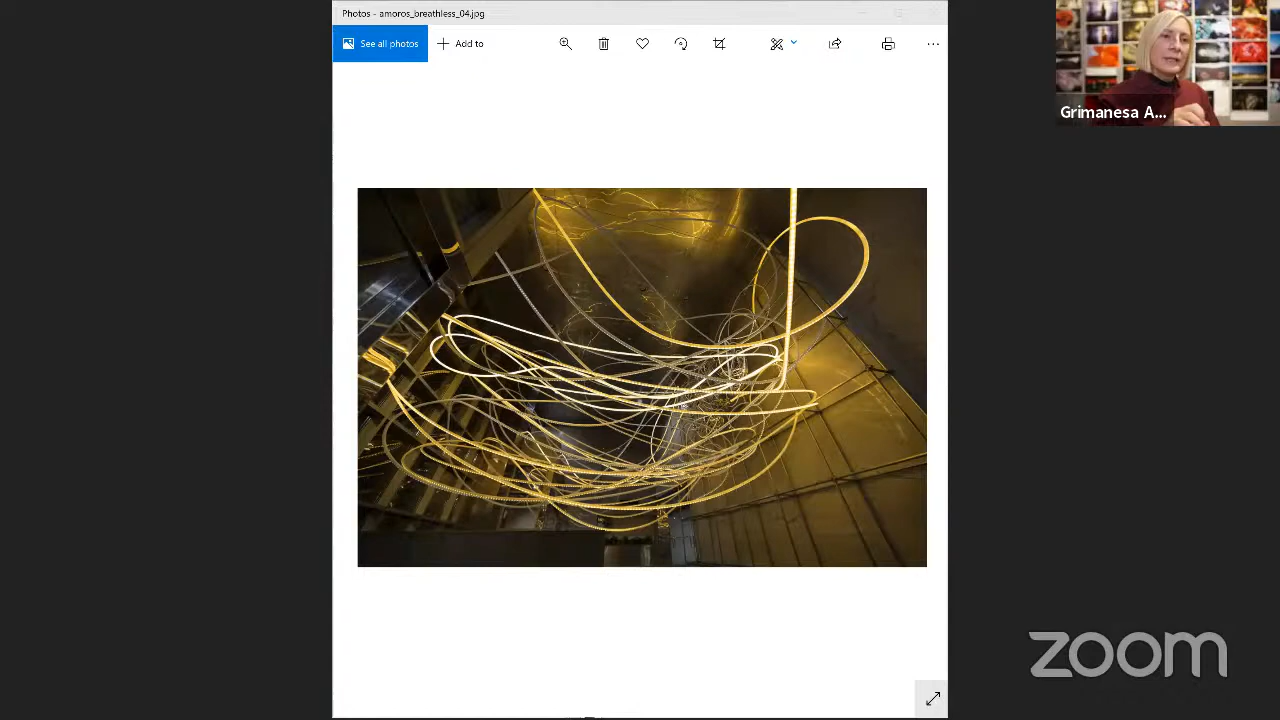 Photos - amoros_breathless_04.jpg
See all photos
Add to
Grimanesa A...
zoom